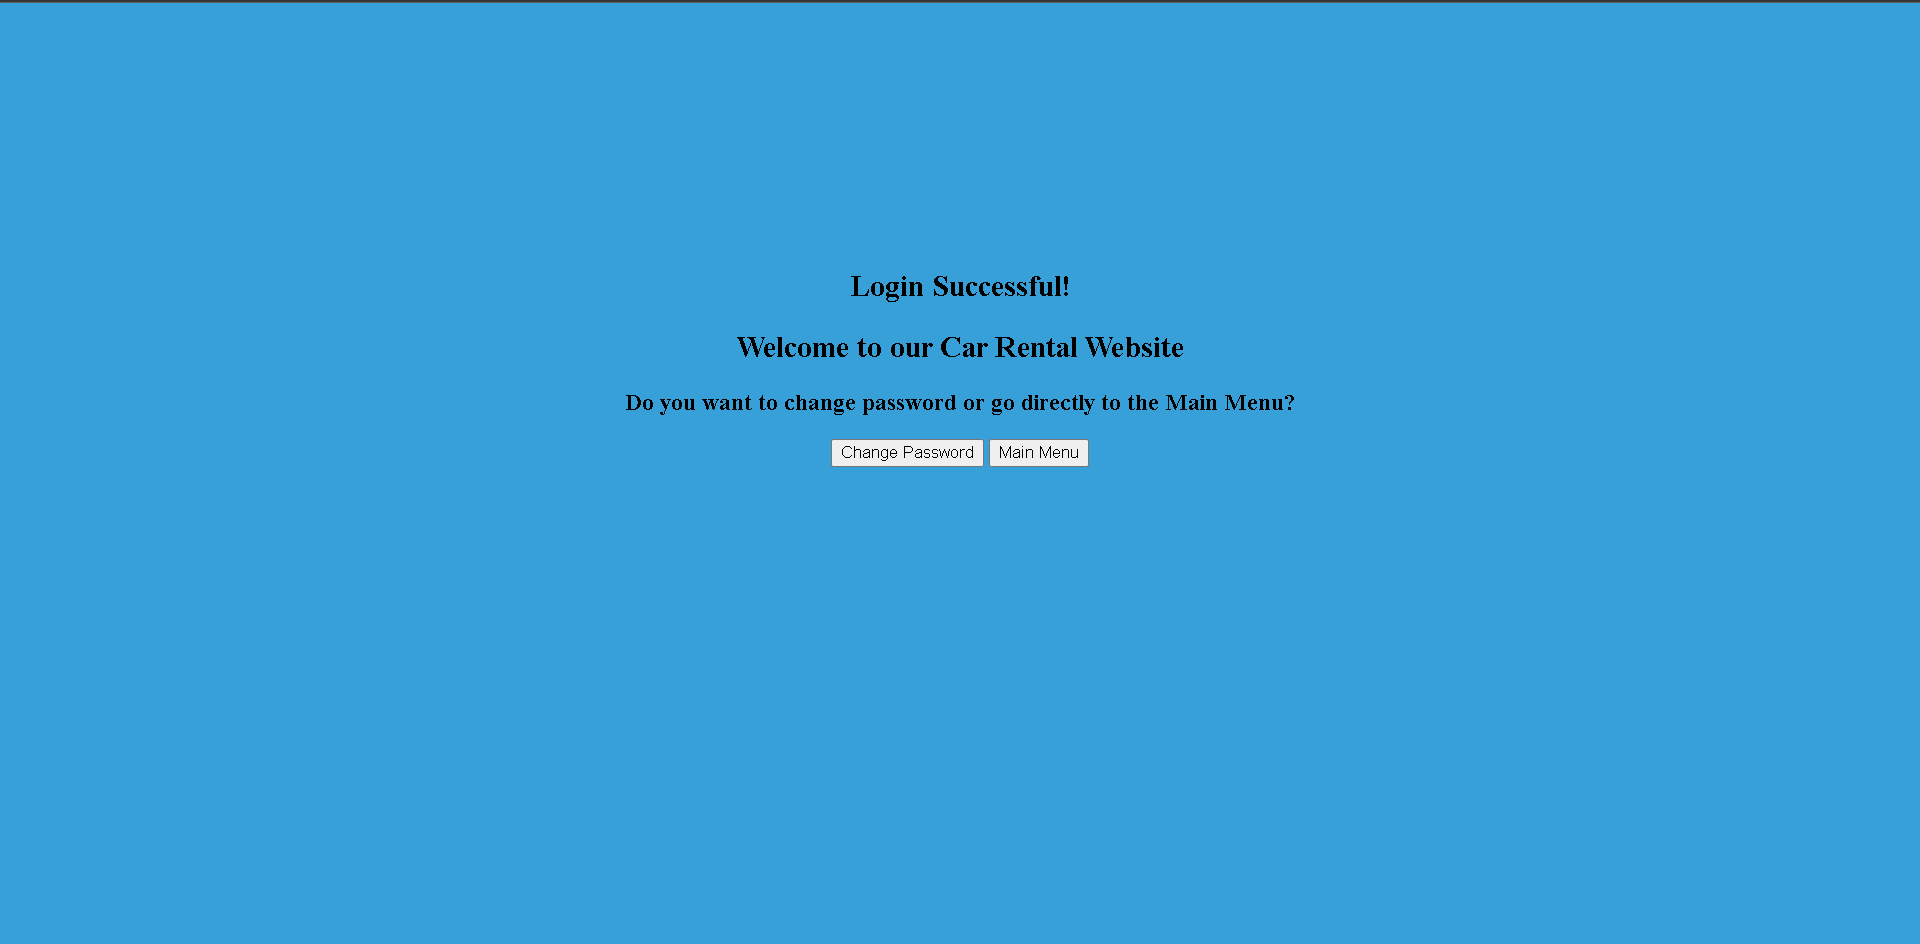 Login Successful!
Welcome to our Car Rental Website
Do you want to change password or go directly to the Main Menu?
Change Password Main Menu